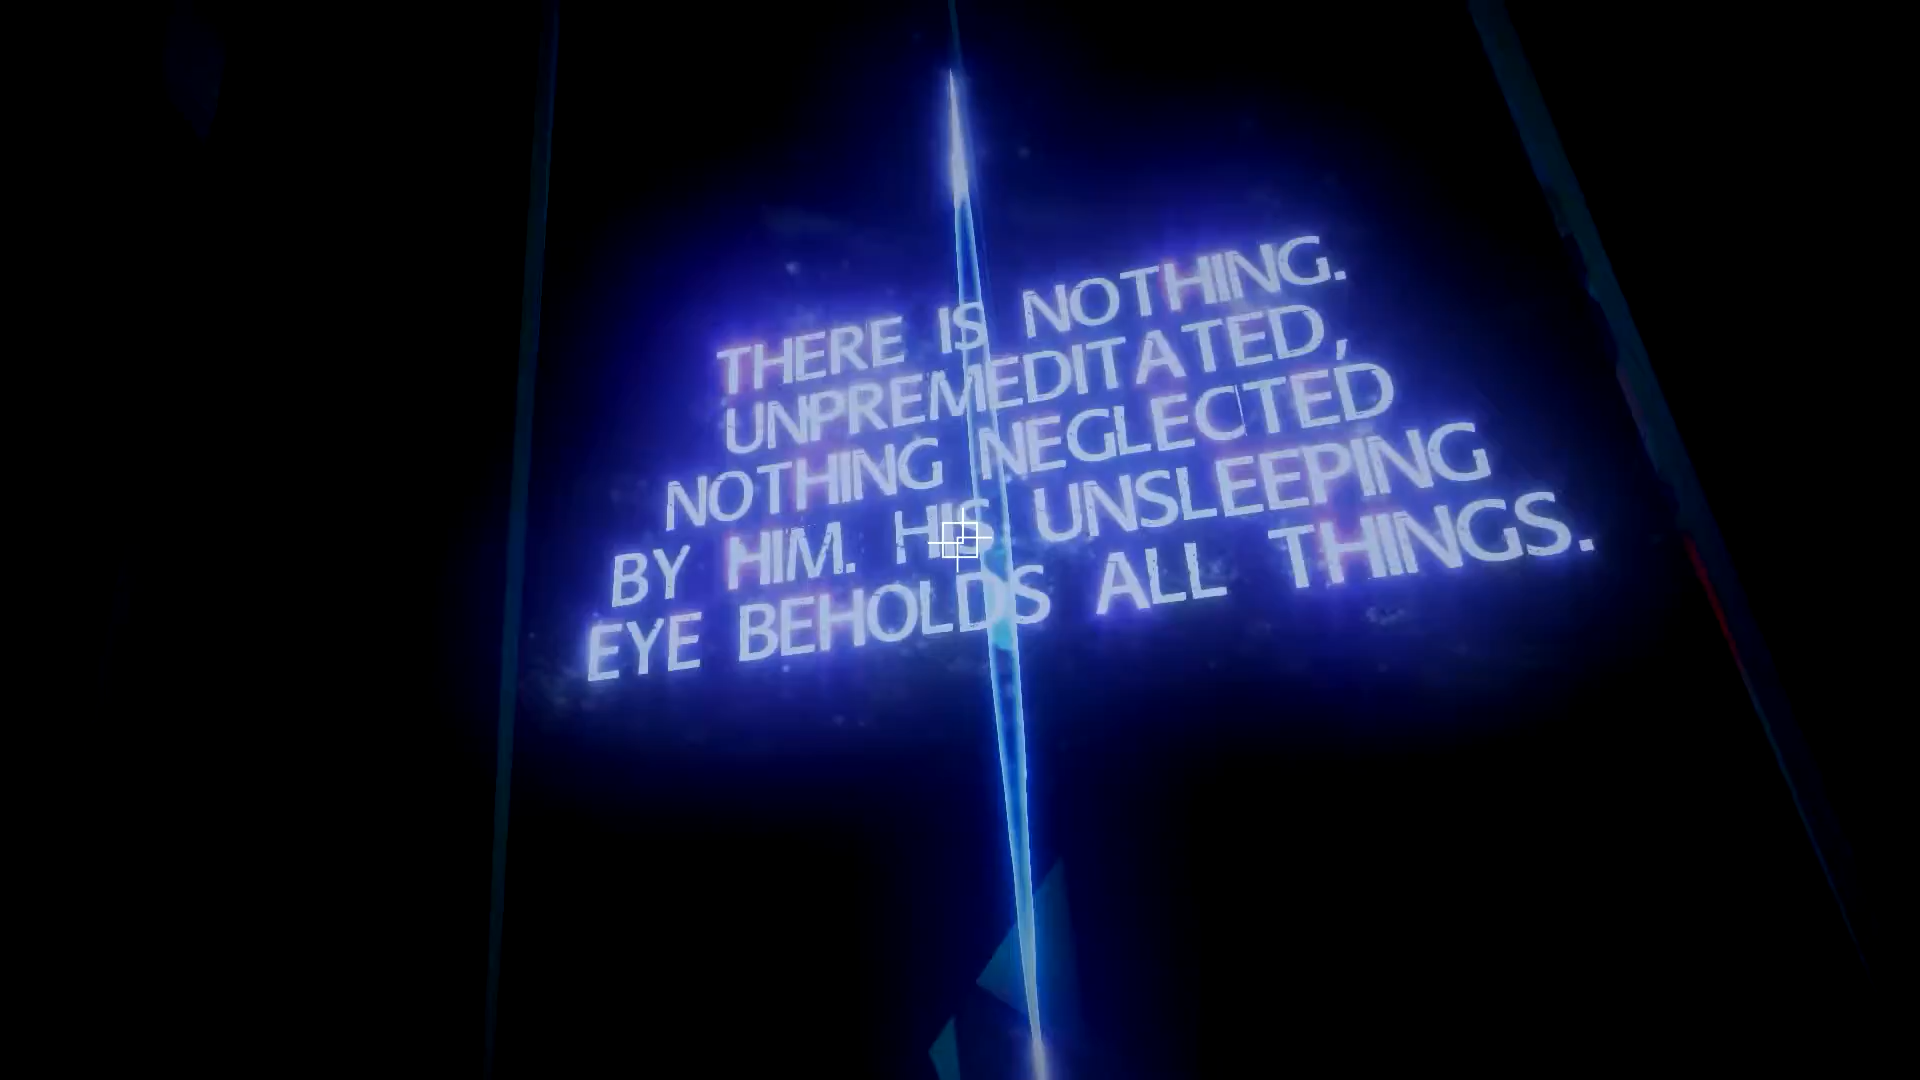 THERE IS NOTHING.
UNPREMEDITATED,
NOTHING NEGLECTED
BY HIM. HIS UNSLEEPING
EYE BEHOLDS ALL THINGS.